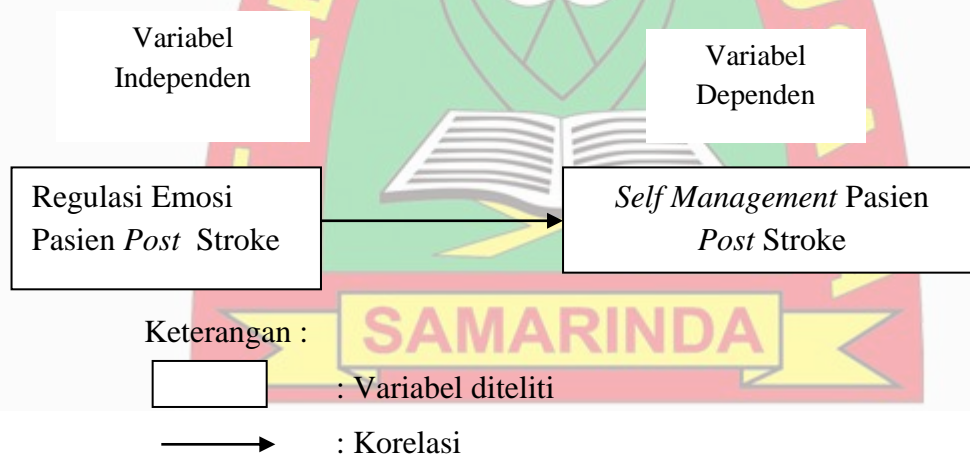 Variabel
Independen
Variabel
Dependen
Regulasi Emosi
Pasien Post Stroke
Self Management Pasien
Post Stroke
SAMARINDA
Keterangan :
: Variabel diteliti
: Korelasi